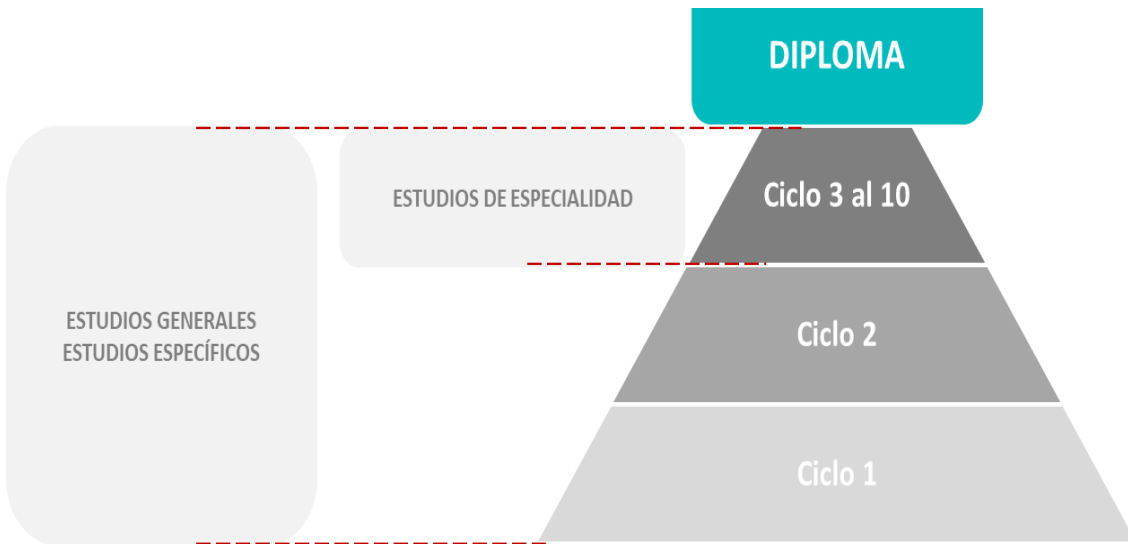 DIPLOMA
ESTUDIOS DE ESPECIALIDAD
Ciclo 3 al 10
ESTUDIOS GENERALES
ESTUDIOS ESPECÍFICOS
Ciclo 2
Ciclo 1